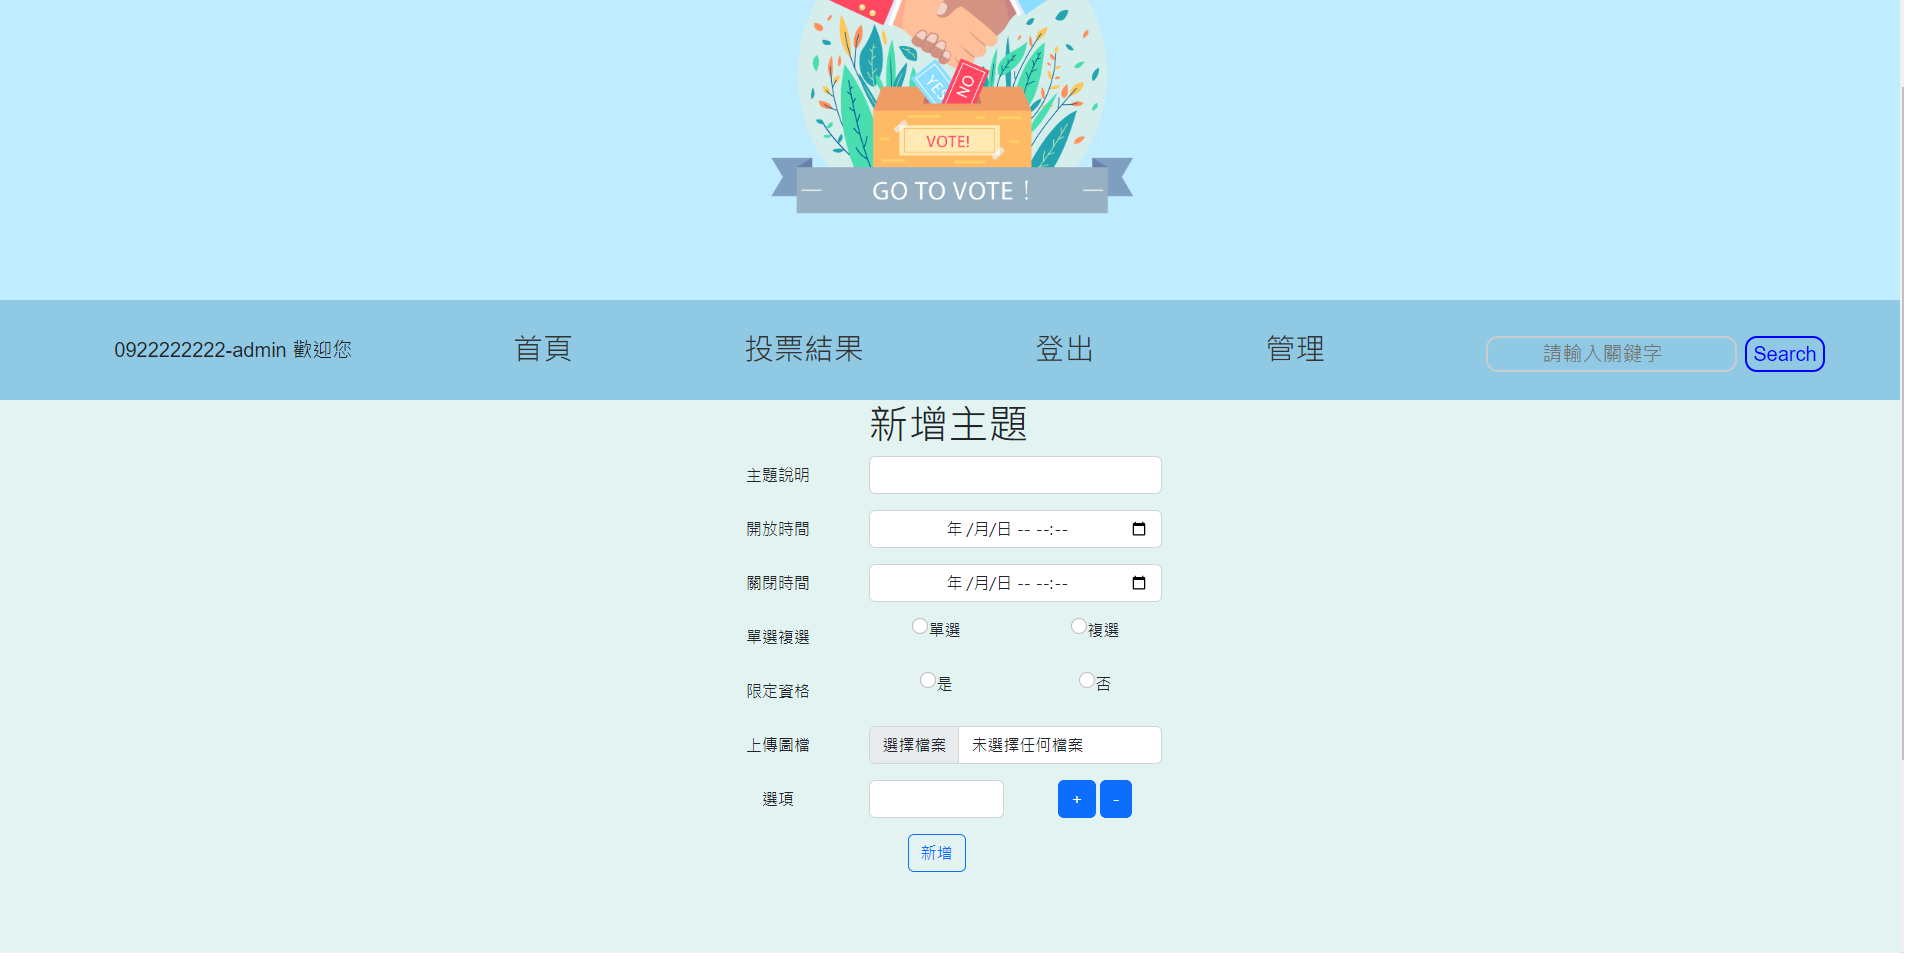 YES
NO
VOTE!
GO TO VOTE！
0922222222-admin 歡迎您 首頁 投票結果 登出 管理 請輸入關鍵字 Search
新增主題
主題說明
開放時間 年 /月/日 -- --:--
關閉時間 年 /月/日 -- --:--
單選複選 單選 複選
限定資格 是 否
上傳圖檔 選擇檔案 未選擇任何檔案
選項 + -
新增